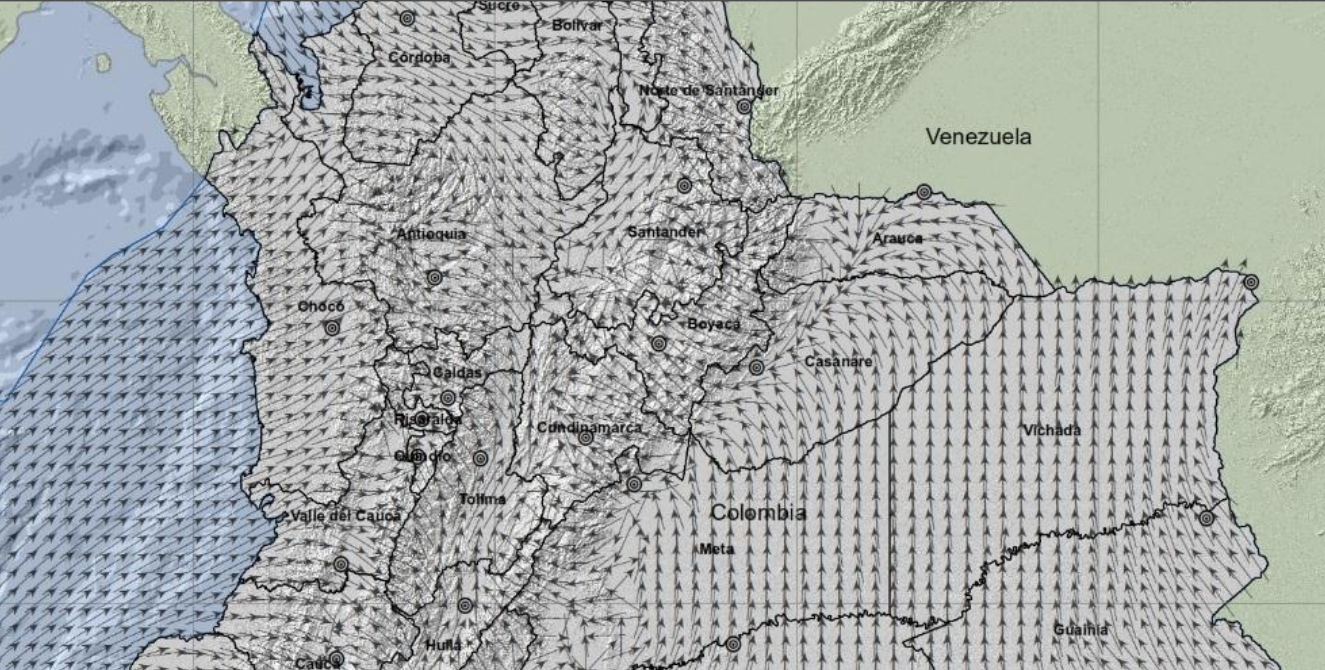 Sucre
Bolívar
Córdoba
Norte de Santander
Venezuela
Antioquia
Santander
Arauca
Chocó
Boyacá
Casanare
Caldas
Risaralda
Cundinamarca
Vichada
Quindío
Tolima
Valle del Cauca
Colombia
Meta
Guainía
Huila
Cauca